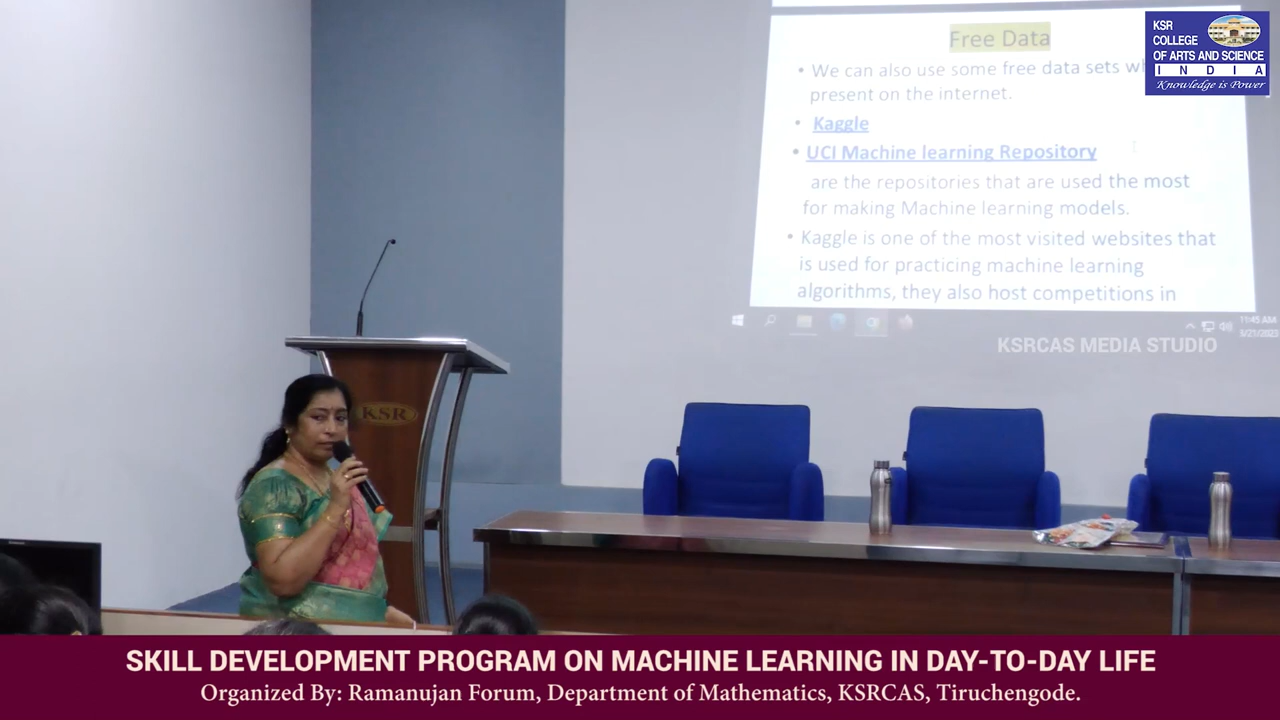 Free Data
• We can also use some free data sets
present on the internet.
• Kaggle
• UCI Machine learning Repository
are the repositories that are used the most
for making Machine learning models.
• Kaggle is one of the most visited websites that
is used for practicing machine learning
algorithms, they also host competitions in
11:45 AM
KSRCAS MEDIA STUDIO
KSR
COLLEGE
OF ARTS AND SCIENCE
INDIA
Knowledge is Power
KSR
SKILL DEVELOPMENT PROGRAM ON MACHINE LEARNING IN DAY-TO-DAY LIFE
Organized By: Ramanujan Forum, Department of Mathematics, KSRCAS, Tiruchengode.